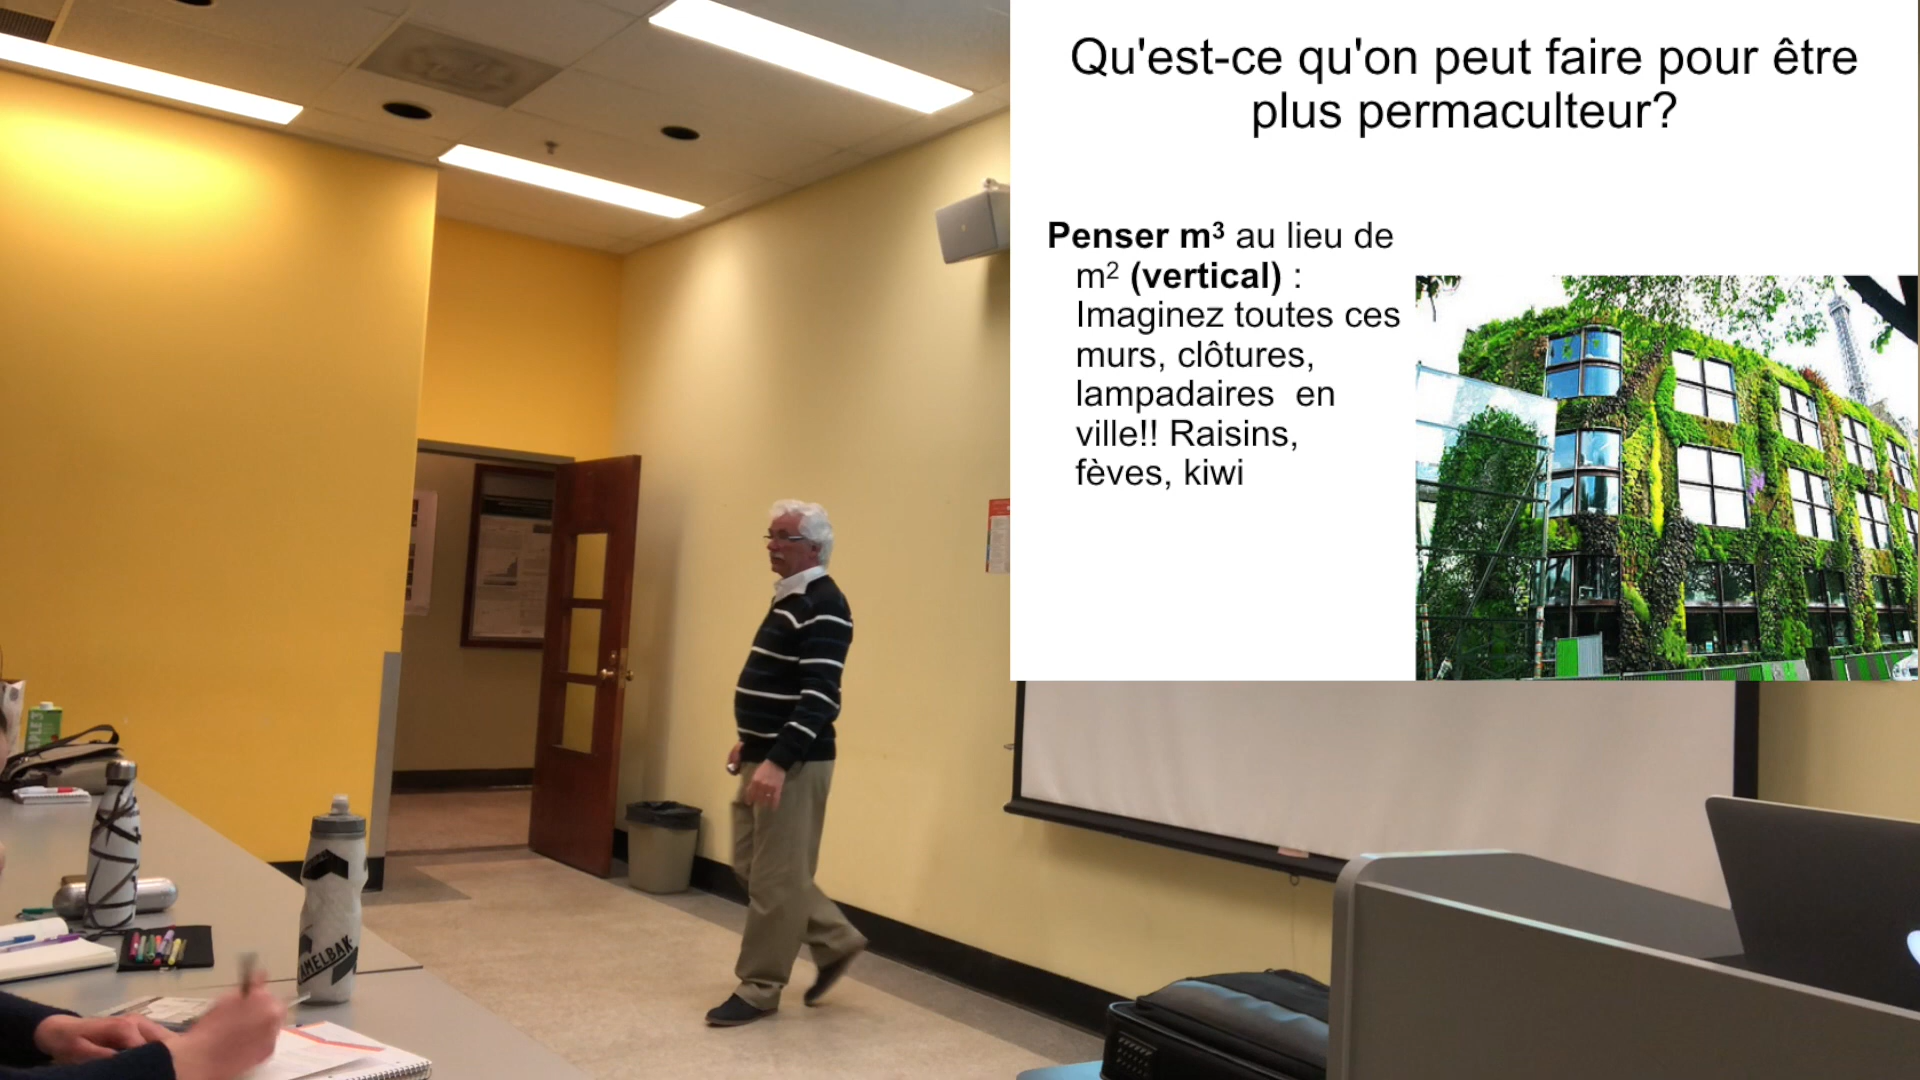 Qu'est-ce qu'on peut faire pour être
plus permaculteur?
Penser m³ au lieu de
m² (vertical) :
Imaginez toutes ces
murs, clôtures,
lampadaires en
ville!! Raisins,
fèves, kiwi
CAMELBAK